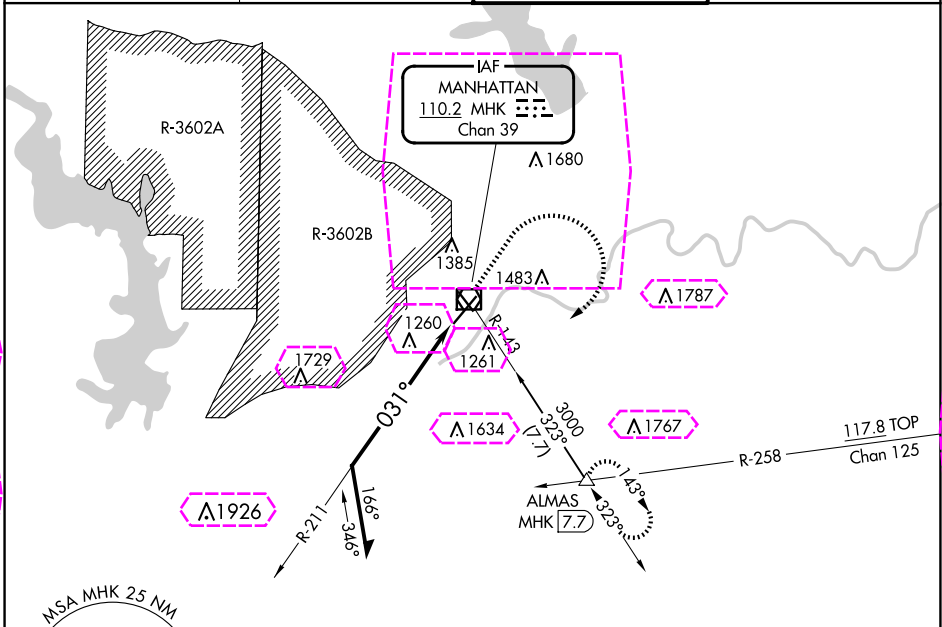 IAF
MANHATTAN
110.2 MHK
Chan 39
R-3602A
1680
R-3602B
1385
1483
1787
1260
R-143
1261
1729
031°
3000
323°
(7.7)
1634
1767
117.8 TOP
Chan 125
R-258
ALMAS
MHK 7.7
143°
323°
166°
346°
1926
R-211
MSA MHK 25 NM